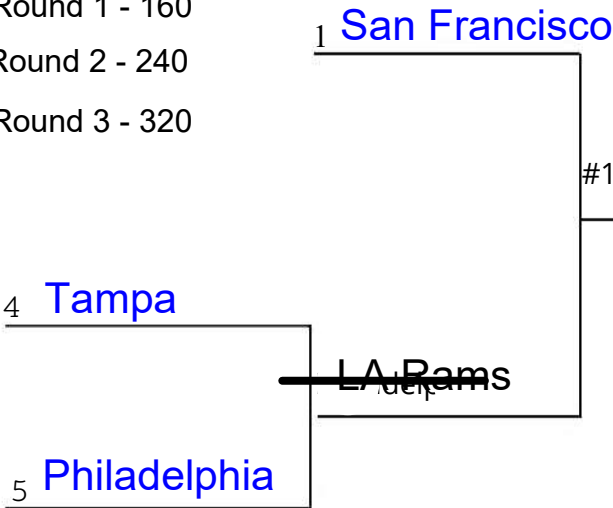 Round 1 - 160
1 San Francisco
Round 2 - 240
Round 3 - 320
#1
4 Tampa
LA Rams
5 Philadelphia